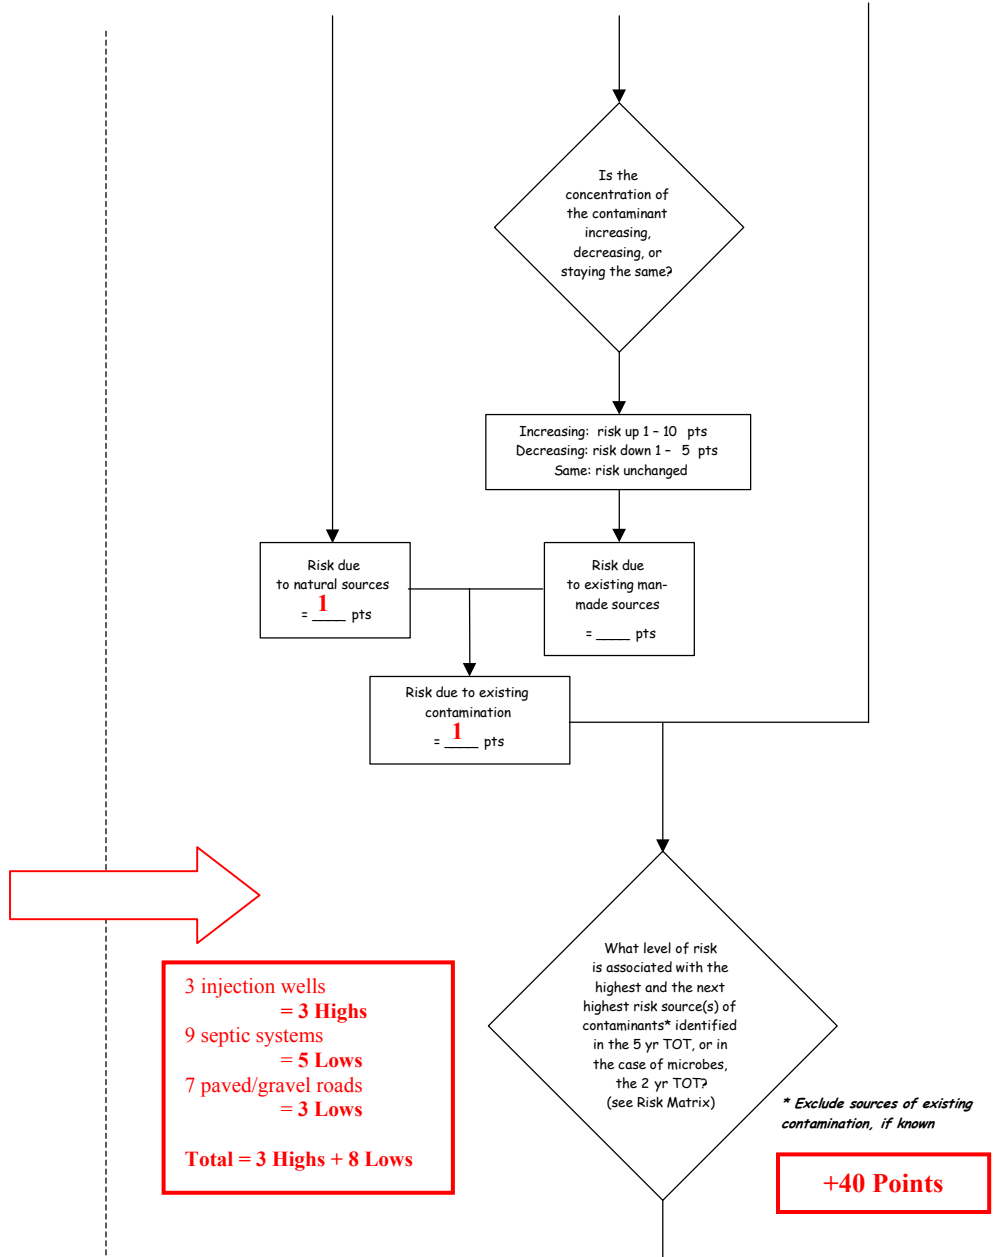 Is the
concentration of
the contaminant
increasing,
decreasing, or
staying the same?
Increasing: risk up 1 – 10 pts
Decreasing: risk down 1 – 5 pts
Same: risk unchanged
Risk due
to natural sources
= 1 pts
Risk due
to existing man-
made sources
= ____ pts
Risk due to existing
contamination
= 1 pts
What level of risk
is associated with the
highest and the next
highest risk source(s) of
contaminants* identified
in the 5 yr TOT, or in
the case of microbes,
the 2 yr TOT?
(see Risk Matrix)
3 injection wells
= 3 Highs
9 septic systems
= 5 Lows
7 paved/gravel roads
= 3 Lows
Total = 3 Highs + 8 Lows
* Exclude sources of existing
contamination, if known
+40 Points